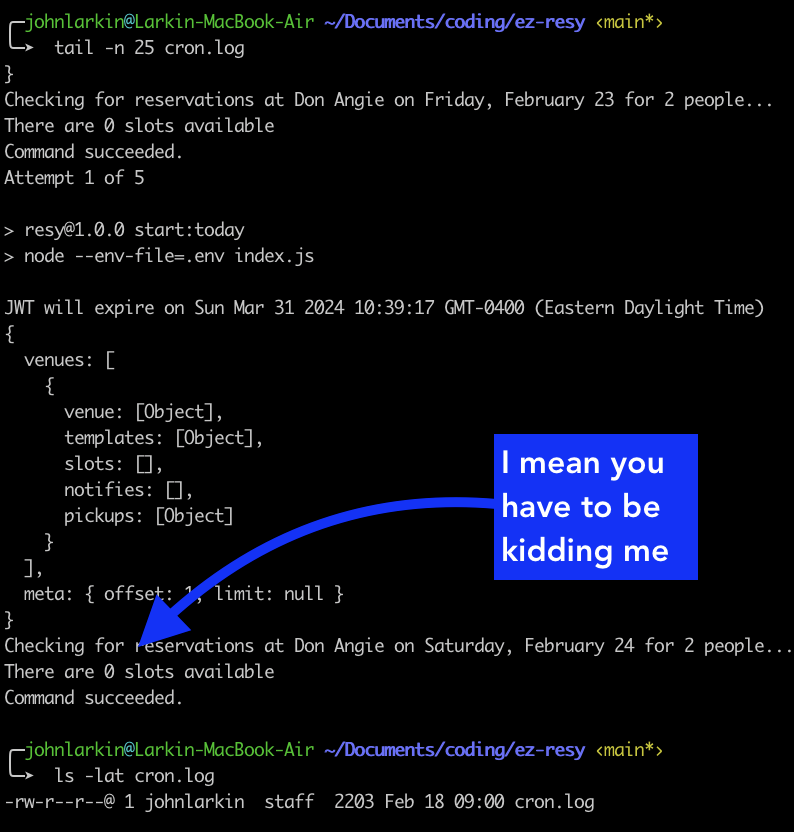 johnlarkin@Larkin-MacBook-Air ~/Documents/coding/ez-resy ‹main*›
tail -n 25 cron.log
}
Checking for reservations at Don Angie on Friday, February 23 for 2 people...
There are 0 slots available
Command succeeded.
Attempt 1 of 5
> resy@1.0.0 start:today
> node --env-file=.env index.js
JWT will expire on Sun Mar 31 2024 10:39:17 GMT-0400 (Eastern Daylight Time)
{
venues: [
{
venue: [Object],
templates: [Object],
slots: [],
notifies: [],
pickups: [Object]
}
],
meta: { offset: 1, limit: null }
}
I mean you
have to be
kidding me
Checking for reservations at Don Angie on Saturday, February 24 for 2 people...
There are 0 slots available
Command succeeded.
johnlarkin@Larkin-MacBook-Air ~/Documents/coding/ez-resy ‹main*›
ls -lat cron.log
-rw-r--r--@ 1 johnlarkin staff 2203 Feb 18 09:00 cron.log